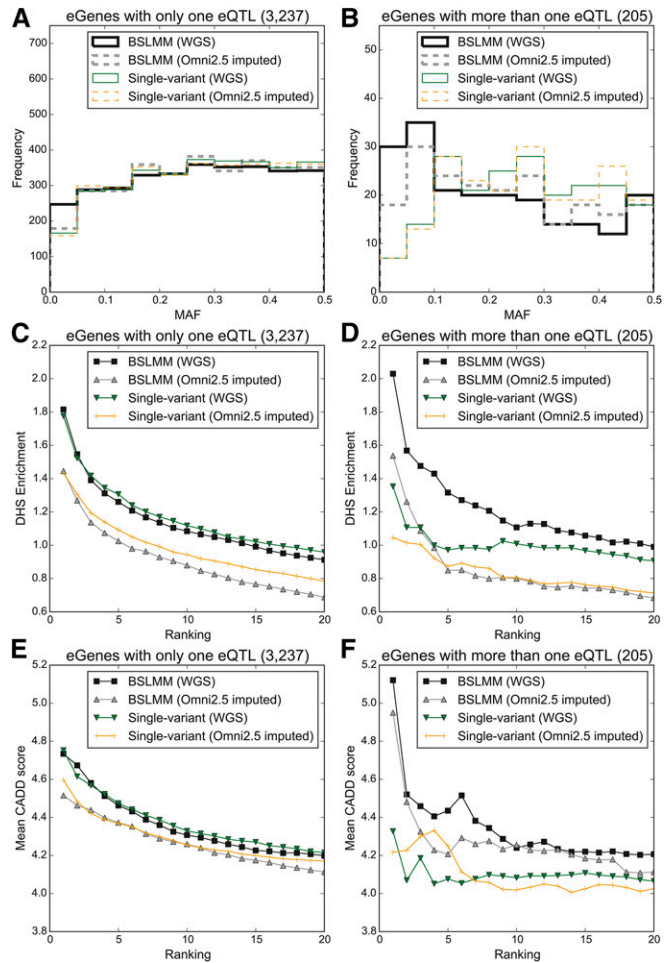 A eGenes with only one eQTL (3,237)
BSLMM (WGS)
BSLMM (Omni2.5 imputed)
Single-variant (WGS)
Single-variant (Omni2.5 imputed)
700
600
500
400
300
200
100
0
Frequency
0.0 0.1 0.2 0.3 0.4 0.5
MAF
B eGenes with more than one eQTL (205)
BSLMM (WGS)
BSLMM (Omni2.5 imputed)
Single-variant (WGS)
Single-variant (Omni2.5 imputed)
50
40
30
20
10
0
Frequency
0.0 0.1 0.2 0.3 0.4 0.5
MAF
C eGenes with only one eQTL (3,237)
BSLMM (WGS)
BSLMM (Omni2.5 imputed)
Single-variant (WGS)
Single-variant (Omni2.5 imputed)
2.2
2.0
1.8
1.6
1.4
1.2
1.0
0.8
0.6
DHS Enrichment
0 5 10 15 20
Ranking
D eGenes with more than one eQTL (205)
BSLMM (WGS)
BSLMM (Omni2.5 imputed)
Single-variant (WGS)
Single-variant (Omni2.5 imputed)
2.2
2.0
1.8
1.6
1.4
1.2
1.0
0.8
0.6
DHS Enrichment
0 5 10 15 20
Ranking
E eGenes with only one eQTL (3,237)
BSLMM (WGS)
BSLMM (Omni2.5 imputed)
Single-variant (WGS)
Single-variant (Omni2.5 imputed)
5.2
5.0
4.8
4.6
4.4
4.2
4.0
3.8
Mean CADD score
0 5 10 15 20
Ranking
F eGenes with more than one eQTL (205)
BSLMM (WGS)
BSLMM (Omni2.5 imputed)
Single-variant (WGS)
Single-variant (Omni2.5 imputed)
5.2
5.0
4.8
4.6
4.4
4.2
4.0
3.8
Mean CADD score
0 5 10 15 20
Ranking